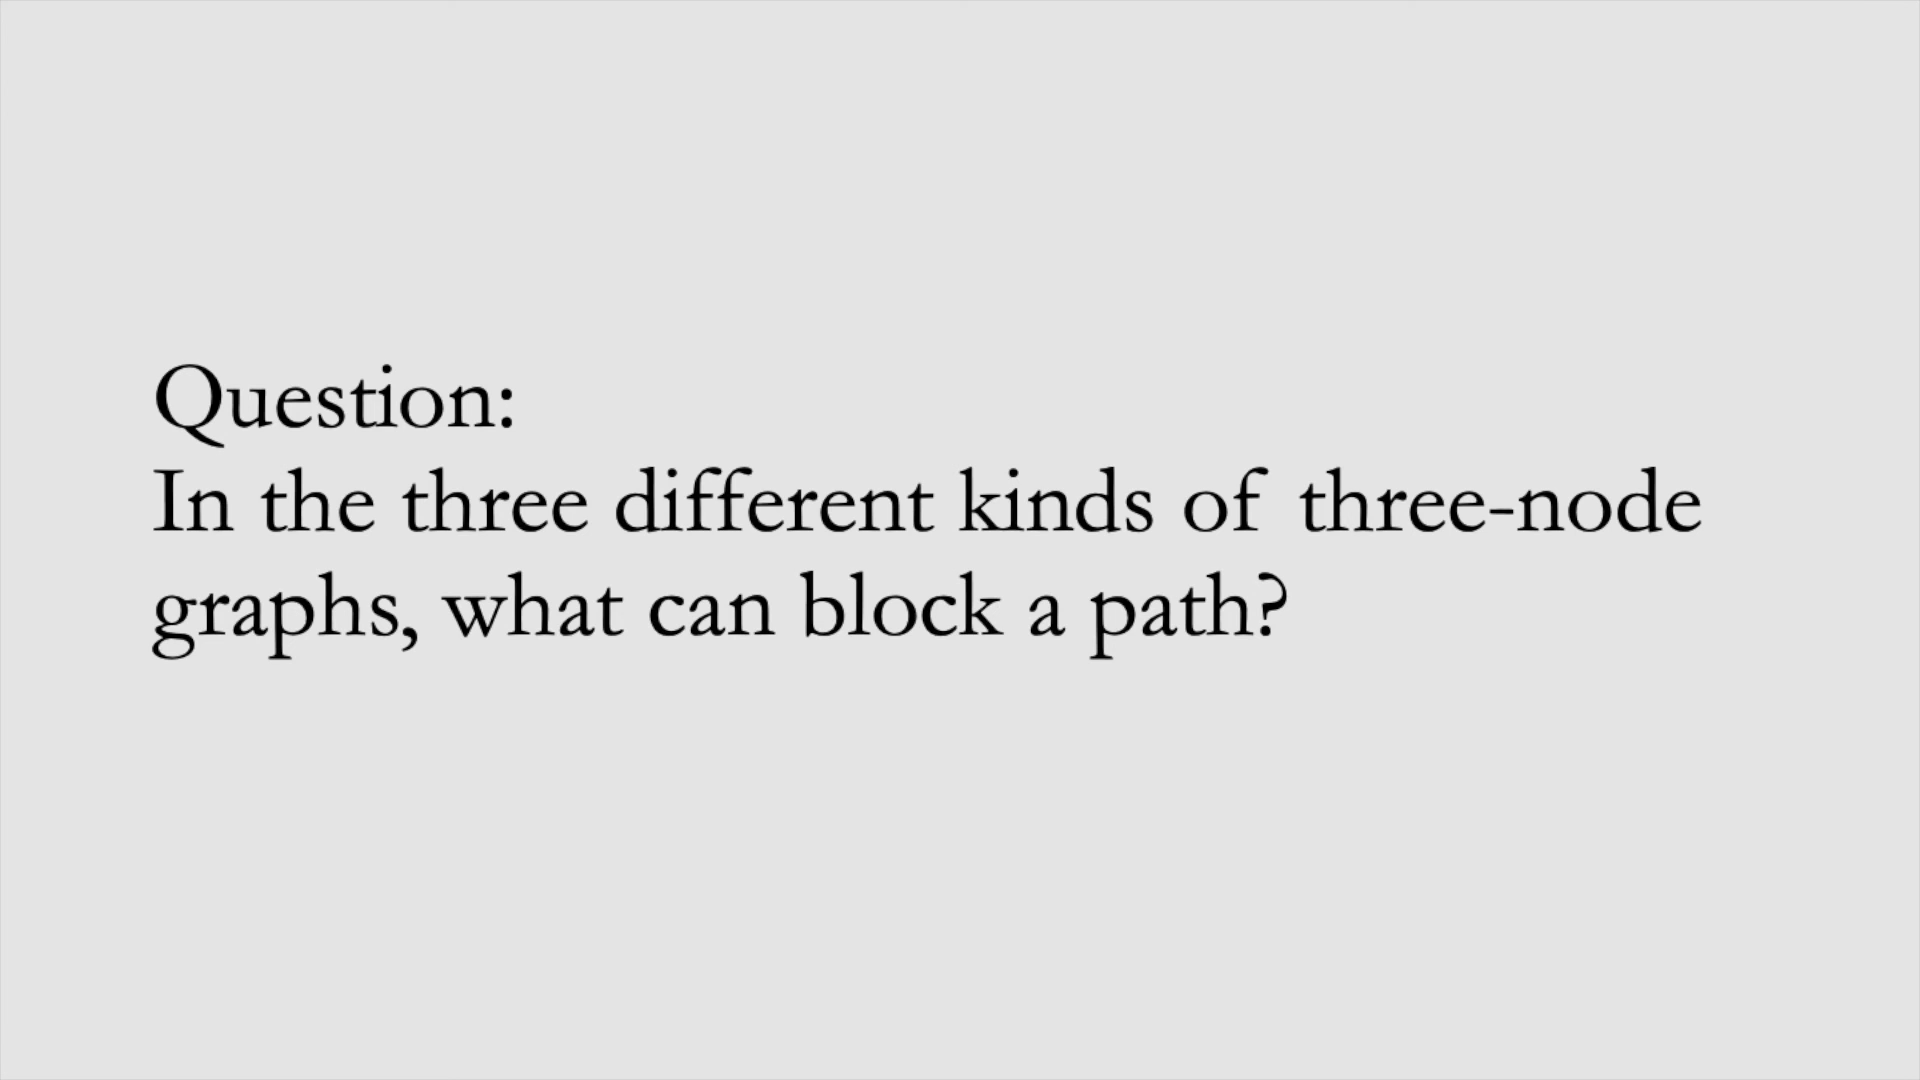 Question:
In the three different kinds of three-node
graphs, what can block a path?